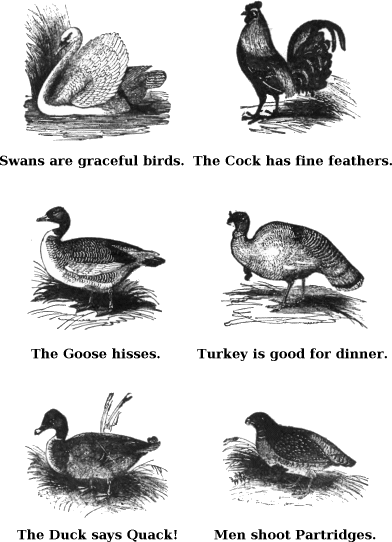 Swans are graceful birds.
The Cock has fine feathers.
The Goose hisses.
Turkey is good for dinner.
The Duck says Quack!
Men shoot Partridges.